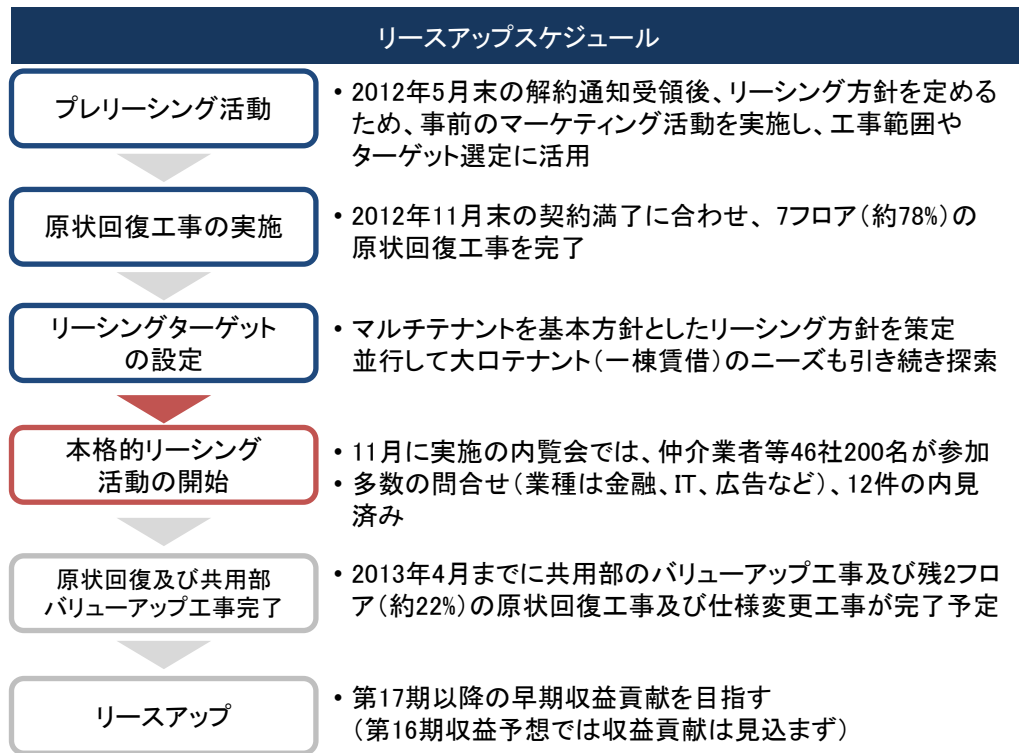 リースアップスケジュール
プレリーシング活動
• 2012年5月末の解約通知受領後、リーシング方針を定める
ため、事前のマーケティング活動を実施し、工事範囲や
ターゲット選定に活用
原状回復工事の実施
• 2012年11月末の契約満了に合わせ、 7フロア（約78%）の
原状回復工事を完了
リーシングターゲット
の設定
• マルチテナントを基本方針としたリーシング方針を策定
並行して大口テナント（一棟賃借）のニーズも引き続き探索
本格的リーシング
活動の開始
• 11月に実施の内覧会では、仲介業者等46社200名が参加
• 多数の問合せ（業種は金融、IT、広告など）、12件の内見
済み
原状回復及び共用部
バリューアップ工事完了
• 2013年4月までに共用部のバリューアップ工事及び残2フロ
ア（約22%）の原状回復工事及び仕様変更工事が完了予定
リースアップ
• 第17期以降の早期収益貢献を目指す
（第16期収益予想では収益貢献は見込まず）